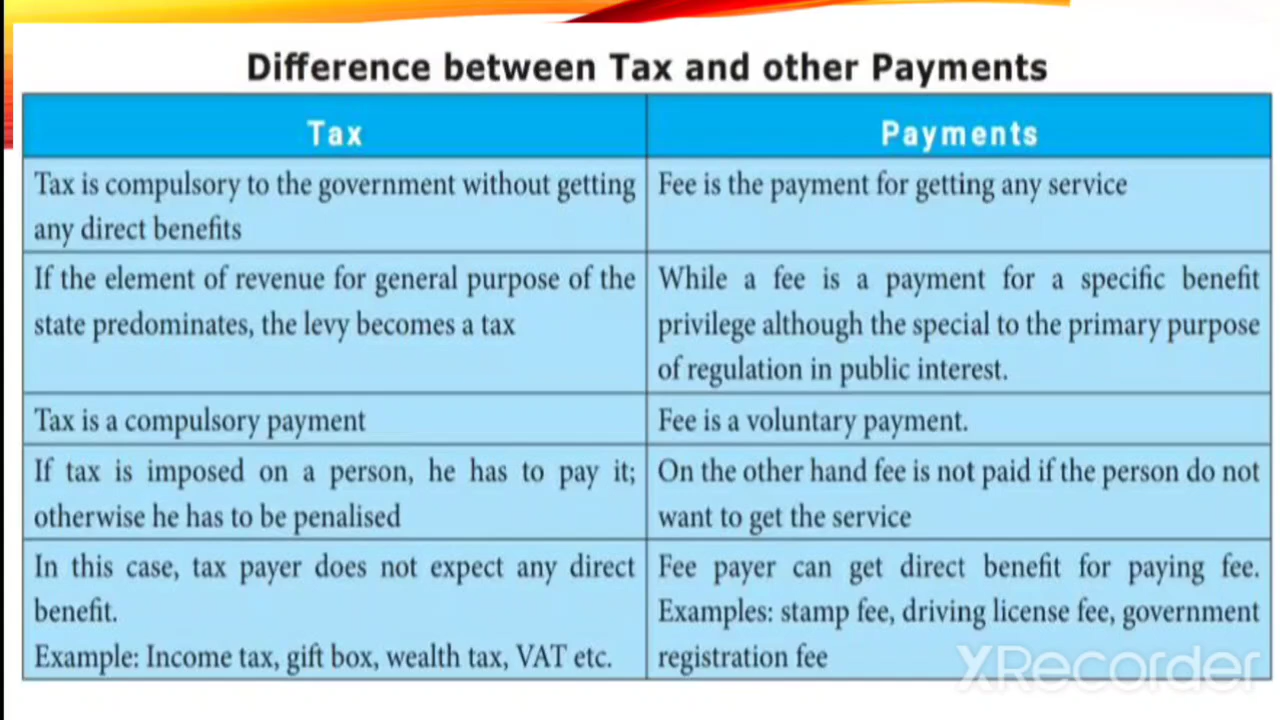 Difference between Tax and other Payments
Tax
Payments
Tax is compulsory to the government without getting
any direct benefits
Fee is the payment for getting any service
If the element of revenue for general purpose of the
state predominates, the levy becomes a tax
While a fee is a payment for a specific benefit
privilege although the special to the primary purpose
of regulation in public interest.
Tax is a compulsory payment
Fee is a voluntary payment.
If tax is imposed on a person, he has to pay it;
otherwise he has to be penalised
On the other hand fee is not paid if the person do not
want to get the service
In this case, tax payer does not expect any direct
benefit.
Example: Income tax, gift box, wealth tax, VAT etc.
Fee payer can get direct benefit for paying fee.
Examples: stamp fee, driving license fee, government
registration fee
XRecorder